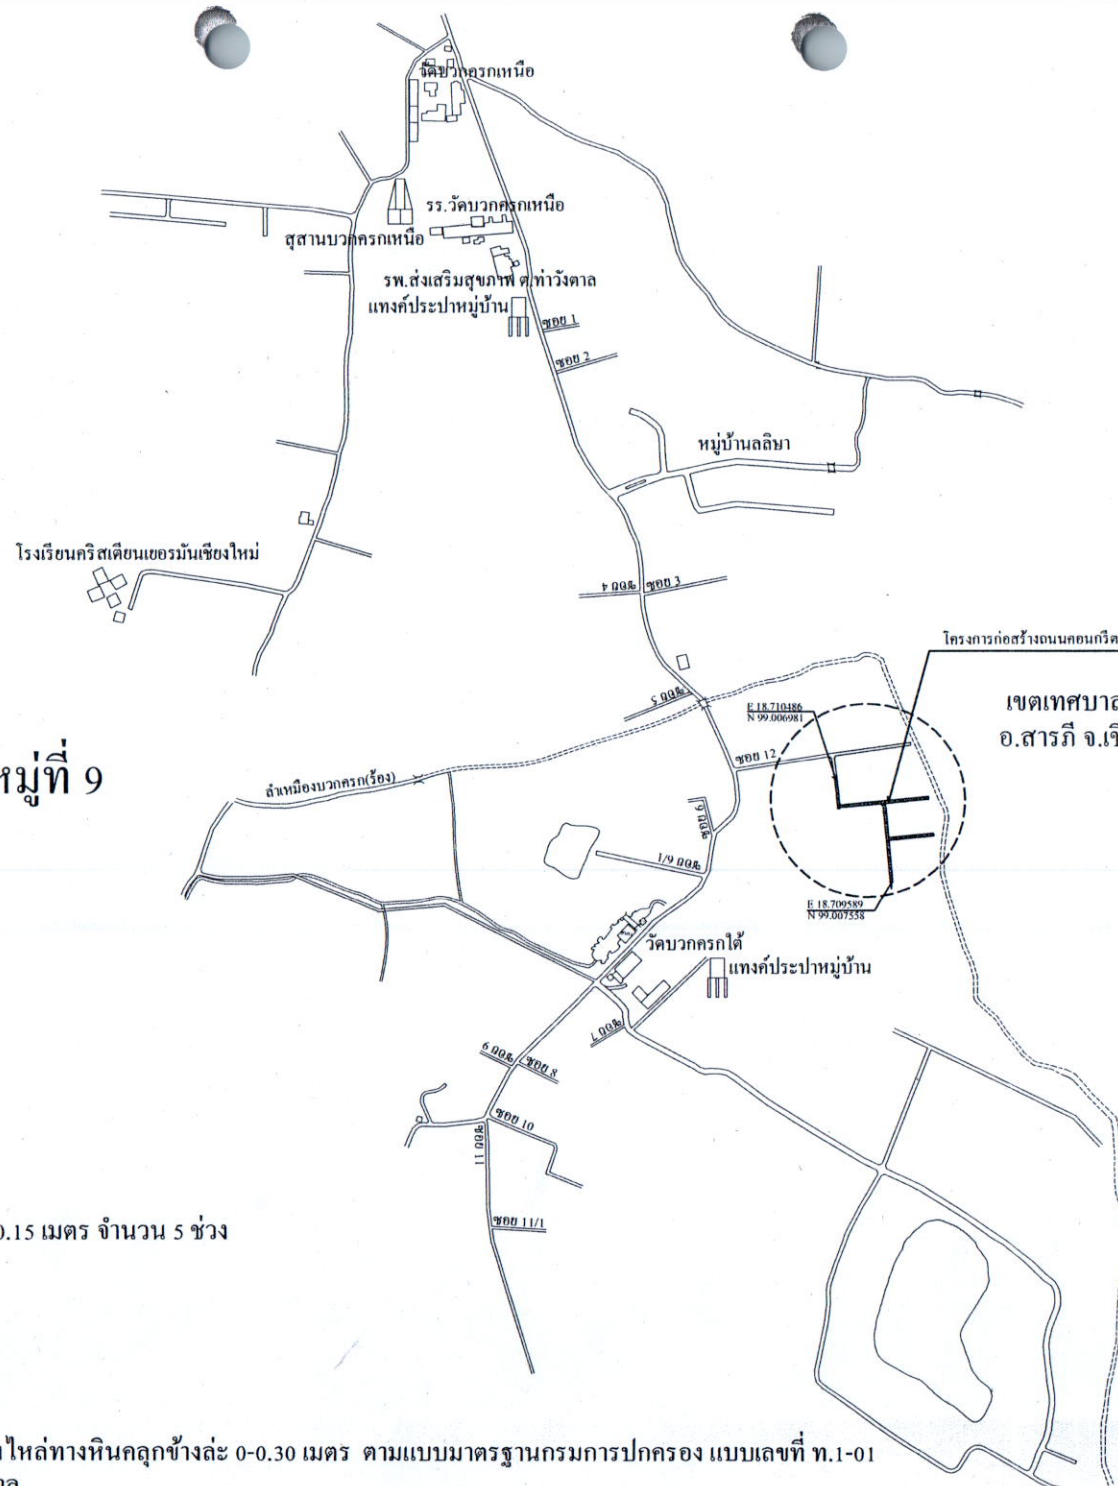 วัดบวกครกเหนือ
รร.วัดบวกครกเหนือ
สุสานบวกครกเหนือ
รพ.ส่งเสริมสุขภาพ ต.ท่าวังตาล
แทงค์ประปาหมู่บ้าน
ซอย 1
ซอย 2
หมู่บ้านลลิษา
โรงเรียนคริสเตียนเยอรมันเชียงใหม่
ซอย 4
ซอย 3
โครงการก่อสร้างถนนคอนกรีต
ซอย 5
E 18.710486
N 99.006981
เขตเทศบาล
อ.สารภี จ.เชี
ซอย 12
หมู่ที่ 9
ลำเหมืองบวกครก(ร้อง)
ซอย 6
ซอย 6/1
E 18.709589
N 99.007558
วัดบวกครกใต้
แทงค์ประปาหมู่บ้าน
ซอย 7
ซอย 9
ซอย 8
ซอย 10
ซอย 11
ซอย 11/1
0.15 เมตร จำนวน 5 ช่วง
ไหล่ทางหินคลุกข้างล่ะ 0-0.30 เมตร ตามแบบมาตรฐานกรมการปกครอง แบบเลขที่ ท.1-01